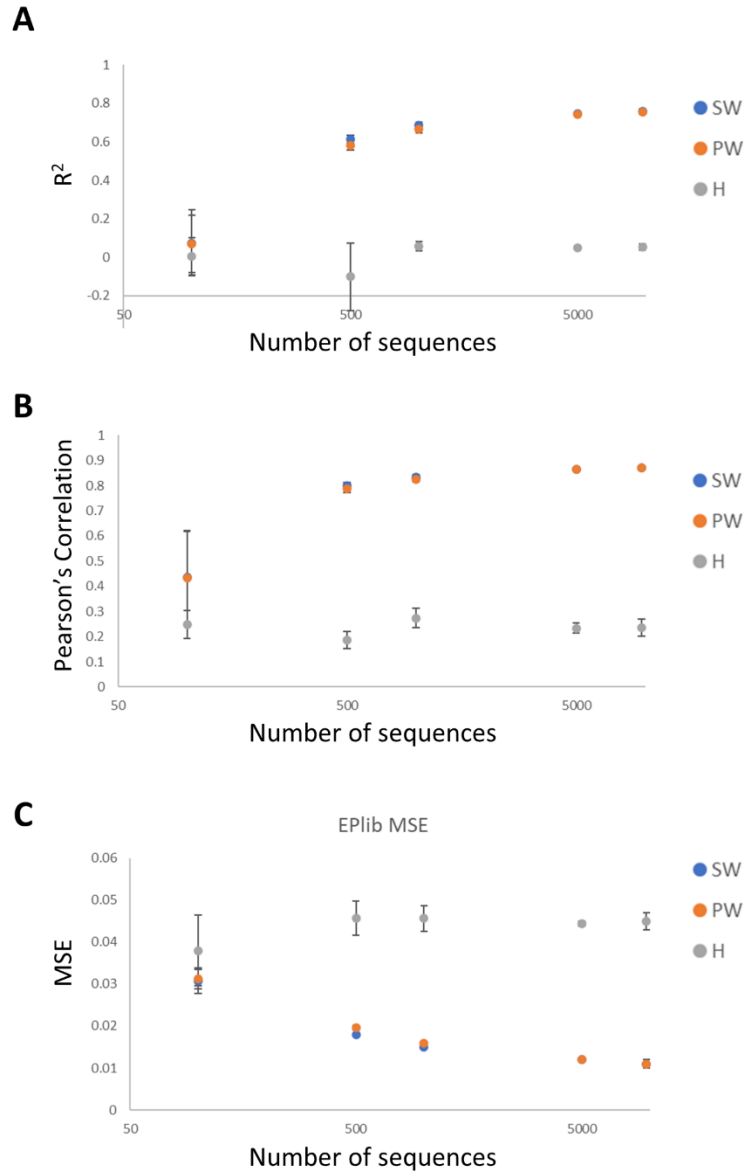 A
1
0.8
0.6
0.4
0.2
0
-0.2
R²
50
500
5000
Number of sequences
SW
PW
H
B
1
0.9
0.8
0.7
0.6
0.5
0.4
0.3
0.2
0.1
0
Pearson's Correlation
50
500
5000
Number of sequences
SW
PW
H
C
EPlib MSE
0.06
0.05
0.04
0.03
0.02
0.01
0
MSE
50
500
5000
Number of sequences
SW
PW
H